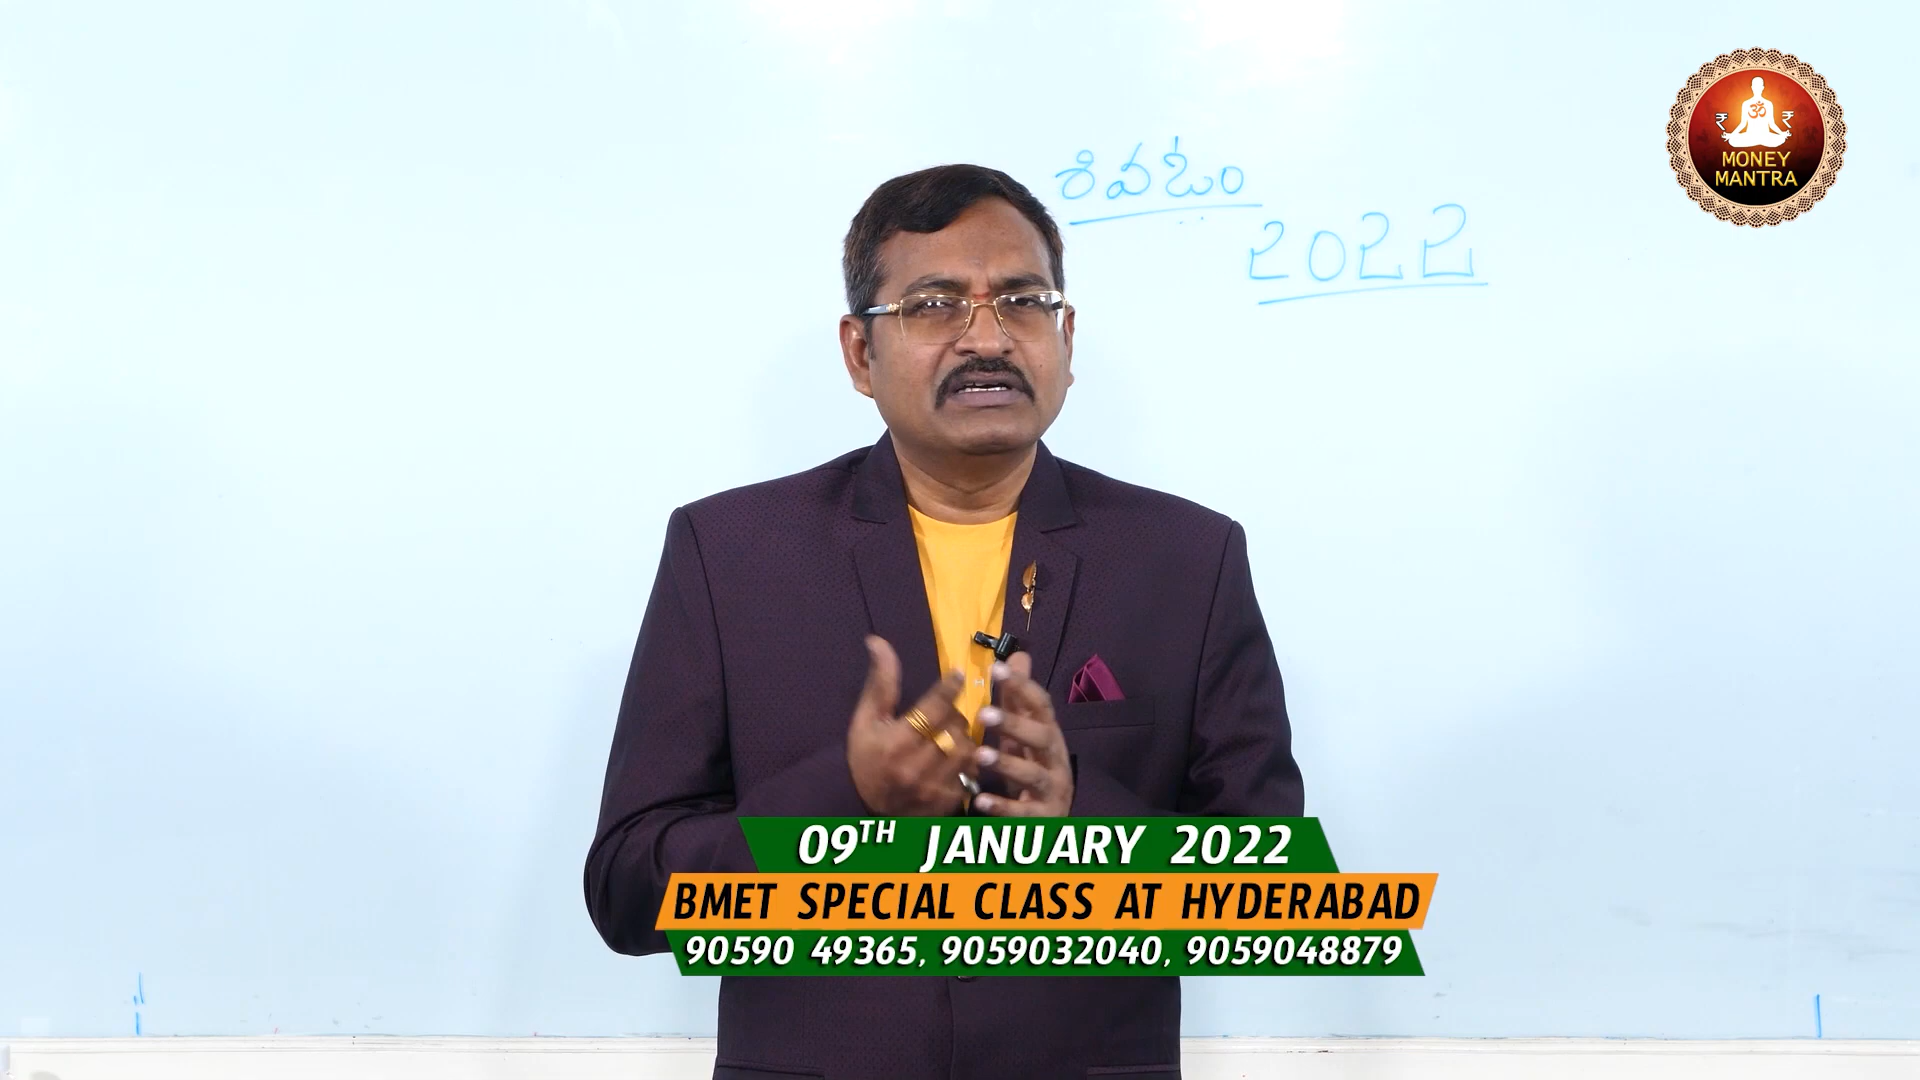 శివఓం
2022
₹ ॐ ₹
MONEY
MANTRA
09TH JANUARY 2022
BMET SPECIAL CLASS AT HYDERABAD
90590 49365, 9059032040, 9059048879